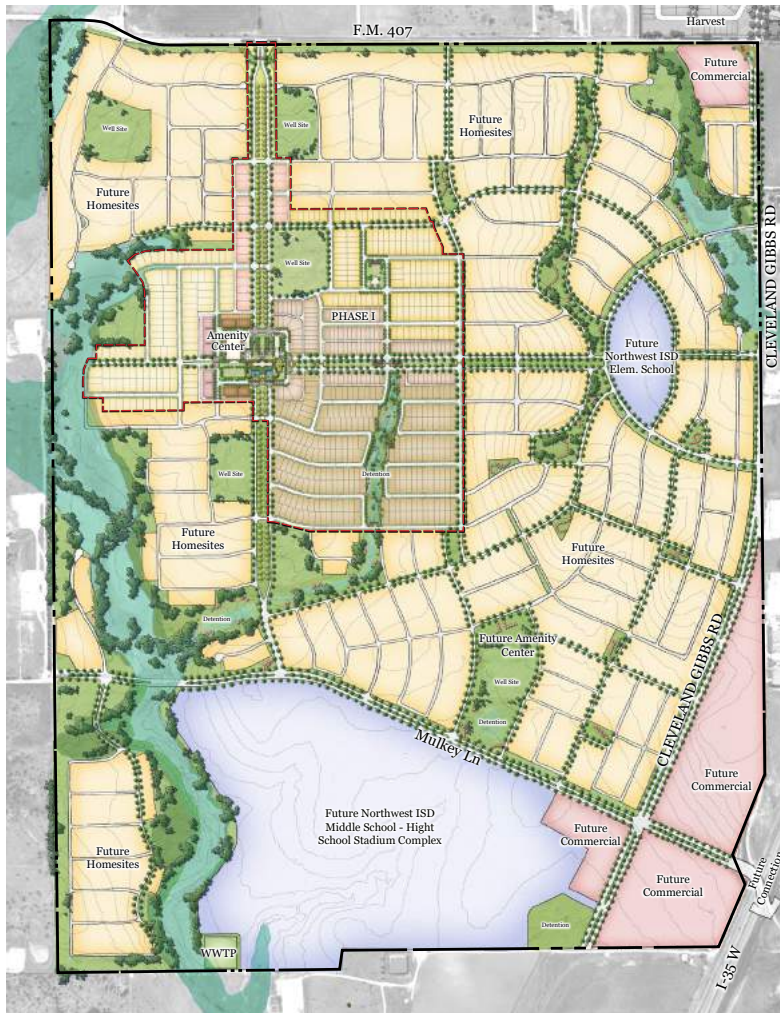 Harvest
F.M. 407
Future
Commercial
Well Site
Well Site
Future
Homesites
Future
Homesites
CLEVELAND GIBBS RD
Well Site
PHASE I
Amenity
Center
Future
Northwest ISD
Elem. School
Well Site
Detention
Future
Homesites
Future
Homesites
Detention
Future Amenity
Center
Well Site
Detention
CLEVELAND GIBBS RD
Mulkey Ln
Future
Commercial
Future Northwest ISD
Middle School - Hight
School Stadium Complex
Future
Commercial
Future
Homesites
Future
Commercial
Future
Connection
Detention
WWTP
I-35 W